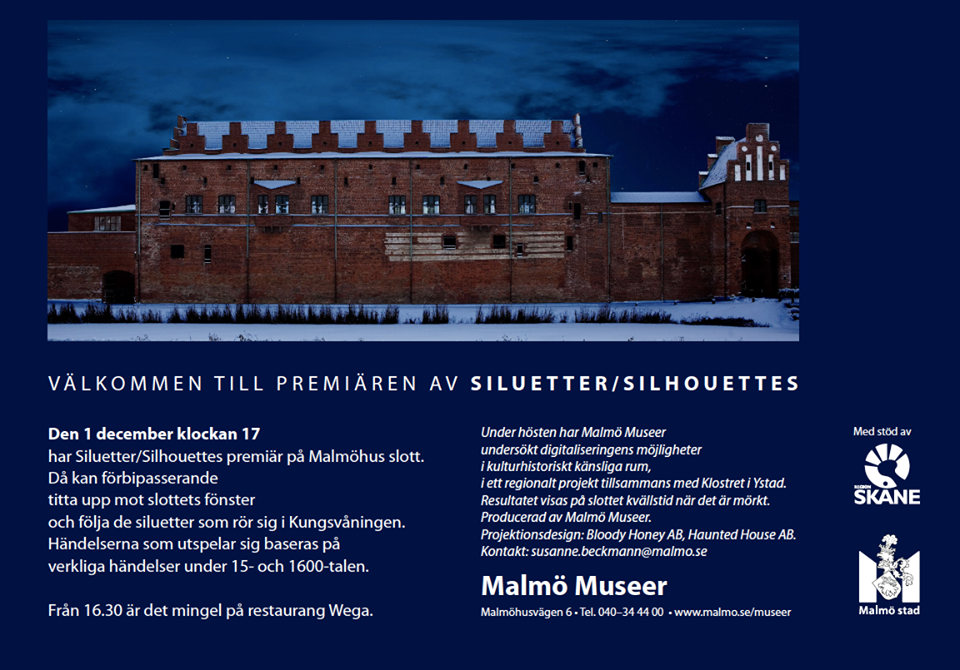 VÄLKOMMEN TILL PREMIÄREN AV SILUETTER/SILHOUETTES
Den 1 december klockan 17
har Siluetter/Silhouettes premiär på Malmöhus slott.
Då kan förbipasserande
titta upp mot slottets fönster
och följa de siluetter som rör sig i Kungsvåningen.
Händelserna som utspelar sig baseras på
verkliga händelser under 15- och 1600-talen.
Från 16.30 är det mingel på restaurang Wega.
Under hösten har Malmö Museer
undersökt digitaliseringens möjligheter
i kulturhistoriskt känsliga rum,
i ett regionalt projekt tillsammans med Klostret i Ystad.
Resultatet visas på slottet kvällstid när det är mörkt.
Producerad av Malmö Museer.
Projektionsdesign: Bloody Honey AB, Haunted House AB.
Kontakt: susanne.beckmann@malmo.se
Malmö Museer
Malmöhusvägen 6 • Tel. 040–34 44 00 • www.malmo.se/museer
Med stöd av
REGION
SKÅNE
Malmö stad